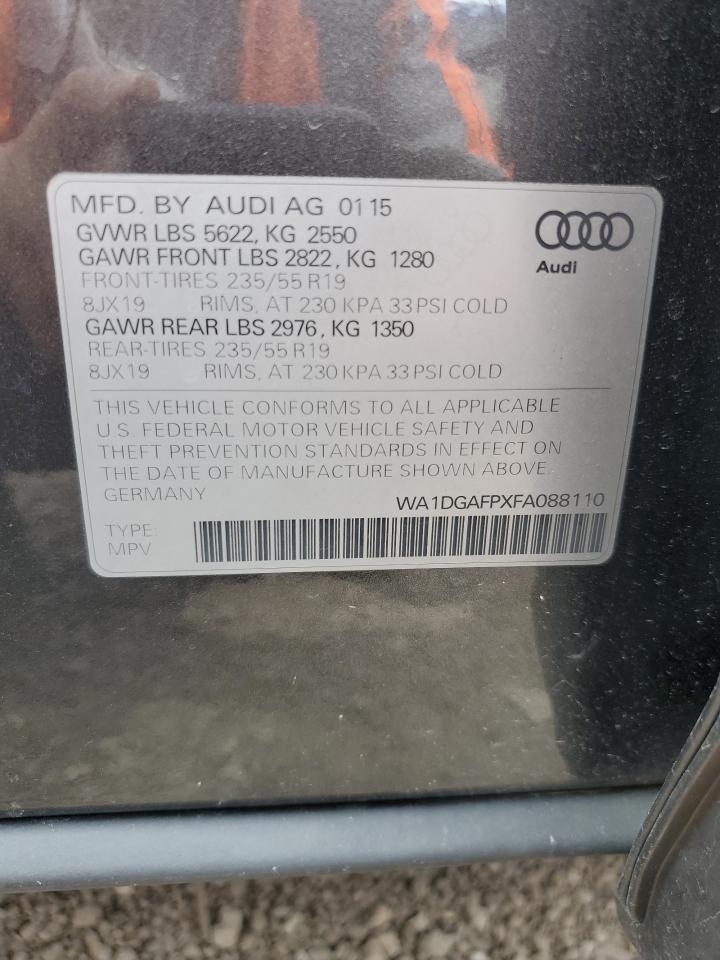 MFD. BY AUDI AG 01 15
GVWR LBS 5622, KG 2550
GAWR FRONT LBS 2822, KG 1280
FRONT-TIRES 235/55 R19
8JX19 RIMS, AT 230 KPA 33 PSI COLD
GAWR REAR LBS 2976, KG 1350
REAR-TIRES 235/55 R19
8JX19 RIMS, AT 230 KPA 33 PSI COLD
Audi
THIS VEHICLE CONFORMS TO ALL APPLICABLE
U.S. FEDERAL MOTOR VEHICLE SAFETY AND
THEFT PREVENTION STANDARDS IN EFFECT ON
THE DATE OF MANUFACTURE SHOWN ABOVE.
GERMANY
WA1DGAFPXFA088110
TYPE:
MPV